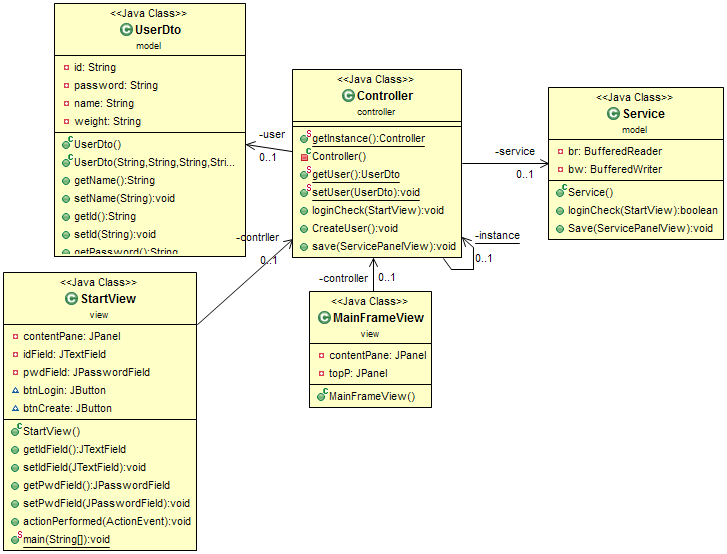 <<Java Class>>
UserDto
model
id: String
password: String
name: String
weight: String
UserDto()
UserDto(String,String,String,Stri...
getName():String
setName(String):void
getId():String
setId(String):void
getPassword():String
-user
0..1
<<Java Class>>
Controller
controller
getInstance():Controller
Controller()
getUser():UserDto
setUser(UserDto):void
loginCheck(StartView):void
CreateUser():void
save(ServicePanelView):void
-service
0..1
<<Java Class>>
Service
model
br: BufferedReader
bw: BufferedWriter
Service()
loginCheck(StartView):boolean
Save(ServicePanelView):void
-contrller
0..1
-instance
0..1
-controller
0..1
<<Java Class>>
StartView
view
contentPane: JPanel
idField: JTextField
pwdField: JPasswordField
btnLogin: JButton
btnCreate: JButton
StartView()
getIdField():JTextField
setIdField(JTextField):void
getPwdField():JPasswordField
setPwdField(JPasswordField):void
actionPerformed(ActionEvent):void
main(String[]):void
<<Java Class>>
MainFrameView
view
contentPane: JPanel
topP: JPanel
MainFrameView()